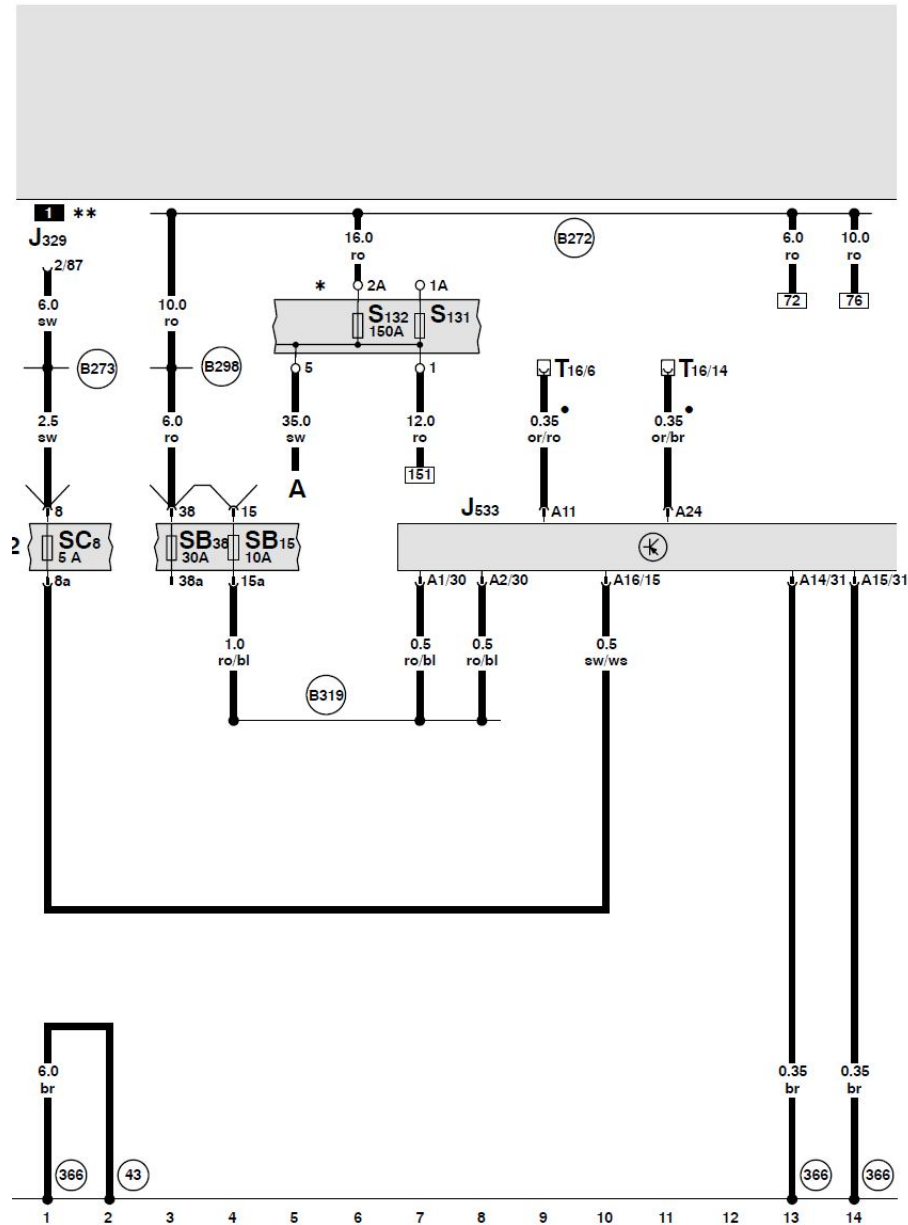 1 **
J329
2/87
B272
16.0 ro
6.0 ro
10.0 ro
72
76
6.0 sw
10.0 ro
* 2A 1A
S132 150A
S131
B273
B298
5 1
T16/6
T16/14
2.5 sw
6.0 ro
35.0 sw
12.0 ro
0.35 or/ro
0.35 or/br
151
A
8 38 15
J533
A11 A24
2
SC8 5 A
SB38 30A
SB15 10A
8a 38a 15a
A1/30 A2/30 A16/15 A14/31 A15/31
1.0 ro/bl
0.5 ro/bl
0.5 ro/bl
0.5 sw/ws
B319
6.0 br
0.35 br
0.35 br
366 43 366 366
1 2 3 4 5 6 7 8 9 10 11 12 13 14